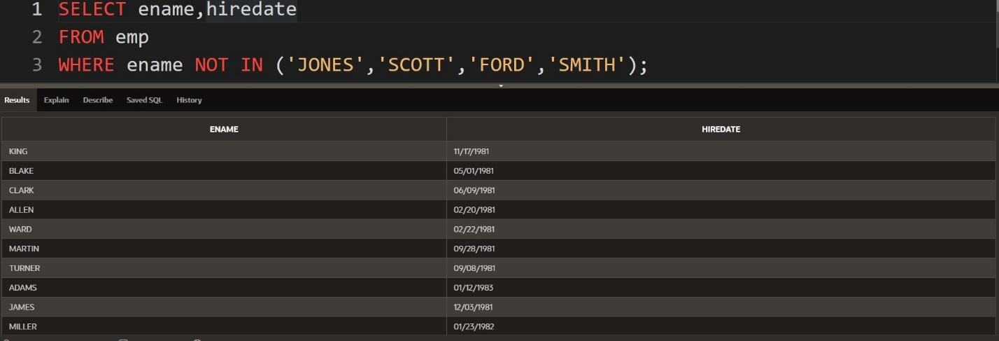 1 SELECT ename,hiredate
2 FROM emp
3 WHERE ename NOT IN ('JONES','SCOTT','FORD','SMITH');
Results Explain Describe Saved SQL History
ENAME HIREDATE
KING 11/17/1981
BLAKE 05/01/1981
CLARK 06/09/1981
ALLEN 02/20/1981
WARD 02/22/1981
MARTIN 09/28/1981
TURNER 09/08/1981
ADAMS 01/12/1983
JAMES 12/03/1981
MILLER 01/23/1982